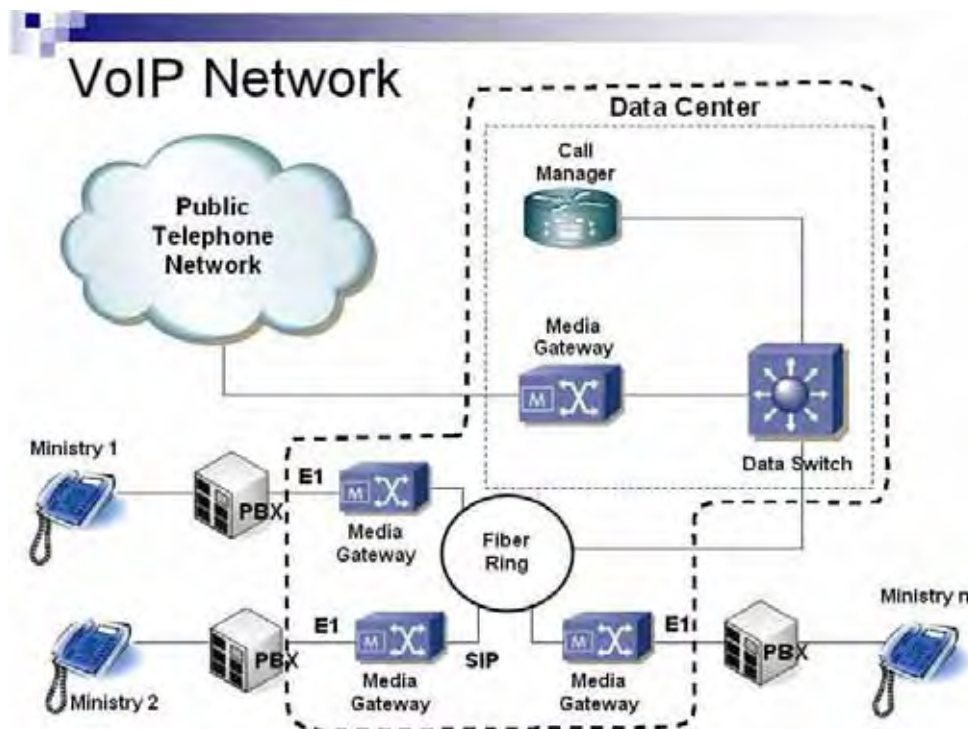 VoIP Network
Data Center
Call
Manager
Public
Telephone
Network
Media
Gateway
M
Data Switch
Ministry 1
PBX
E1
M
Media
Gateway
Fiber
Ring
Ministry 2
PBX
E1
M
Media
Gateway
SIP
M
Media
Gateway
E1
PBX
Ministry n